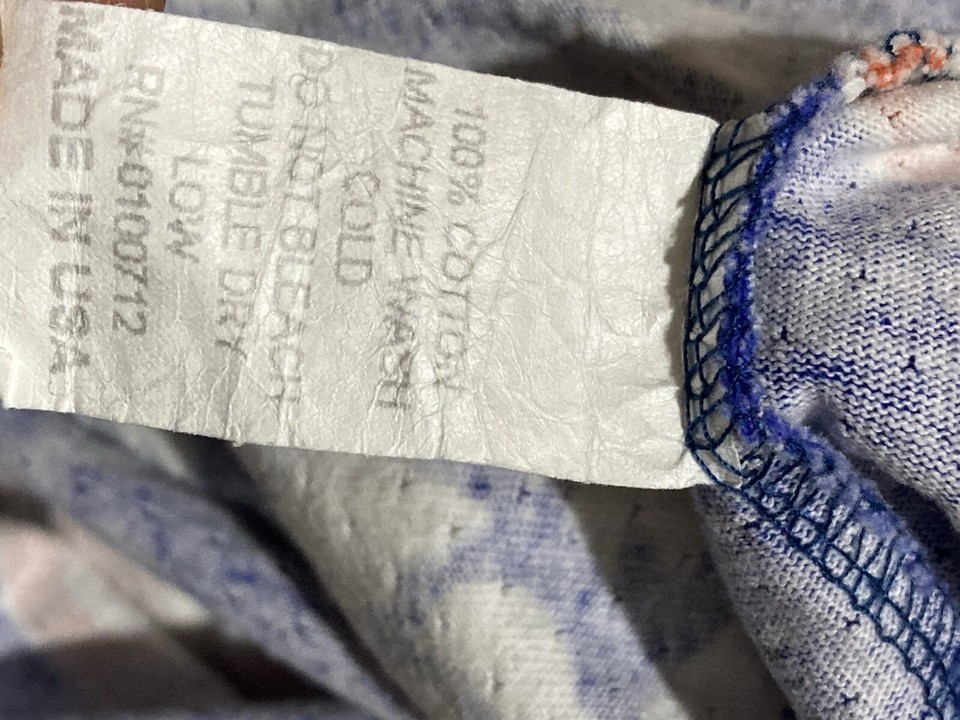 100% COTTON
MACHINE WASH
COLD
DO NOT BLEACH
TUMBLE DRY
LOW
RN# 0100712
MADE IN USA